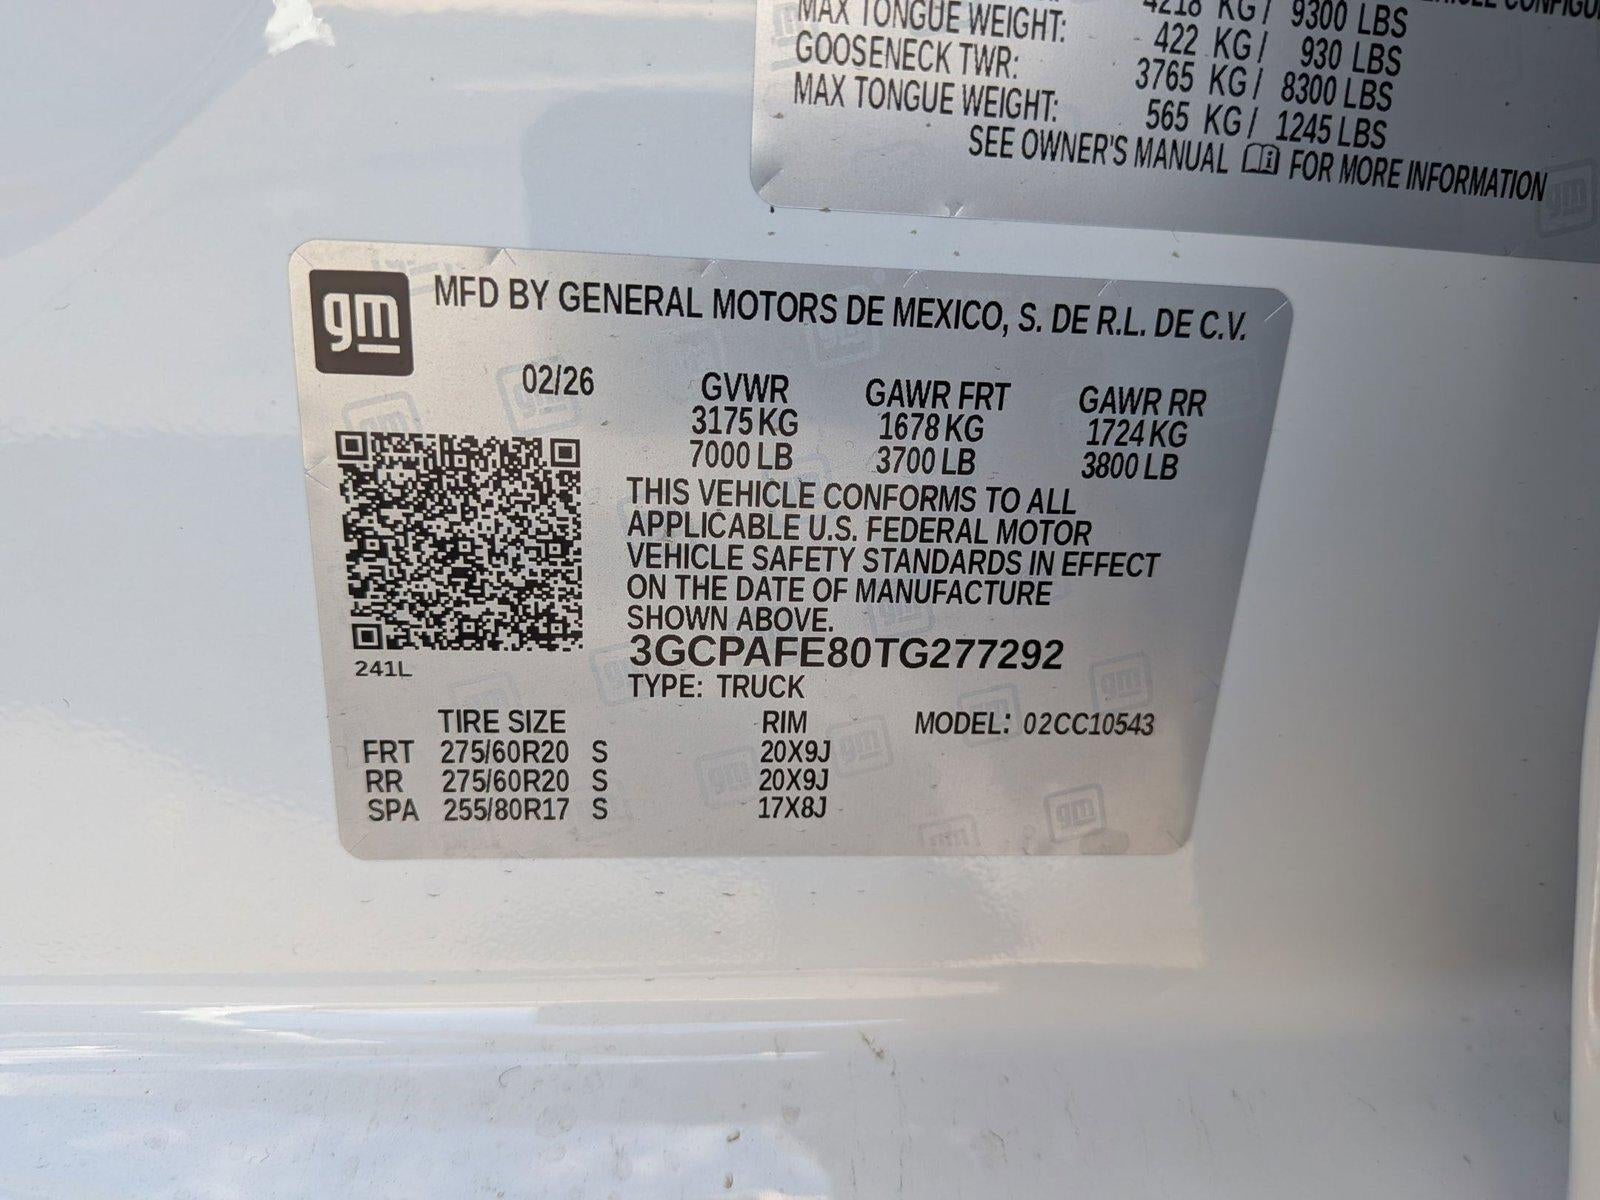 VEHICLE CONFIGU
4218 KG / 9300 LBS
MAX TONGUE WEIGHT: 422 KG / 930 LBS
GOOSENECK TWR: 3765 KG / 8300 LBS
MAX TONGUE WEIGHT: 565 KG / 1245 LBS
SEE OWNER'S MANUAL FOR MORE INFORMATION
gm
MFD BY GENERAL MOTORS DE MEXICO, S. DE R.L. DE C.V.
02/26 GVWR GAWR FRT GAWR RR
3175 KG 1678 KG 1724 KG
7000 LB 3700 LB 3800 LB
THIS VEHICLE CONFORMS TO ALL
APPLICABLE U.S. FEDERAL MOTOR
VEHICLE SAFETY STANDARDS IN EFFECT
ON THE DATE OF MANUFACTURE
SHOWN ABOVE.
3GCPAFE80TG277292
241L
TYPE: TRUCK
TIRE SIZE RIM MODEL: 02CC10543
FRT 275/60R20 S 20X9J
RR 275/60R20 S 20X9J
SPA 255/80R17 S 17X8J